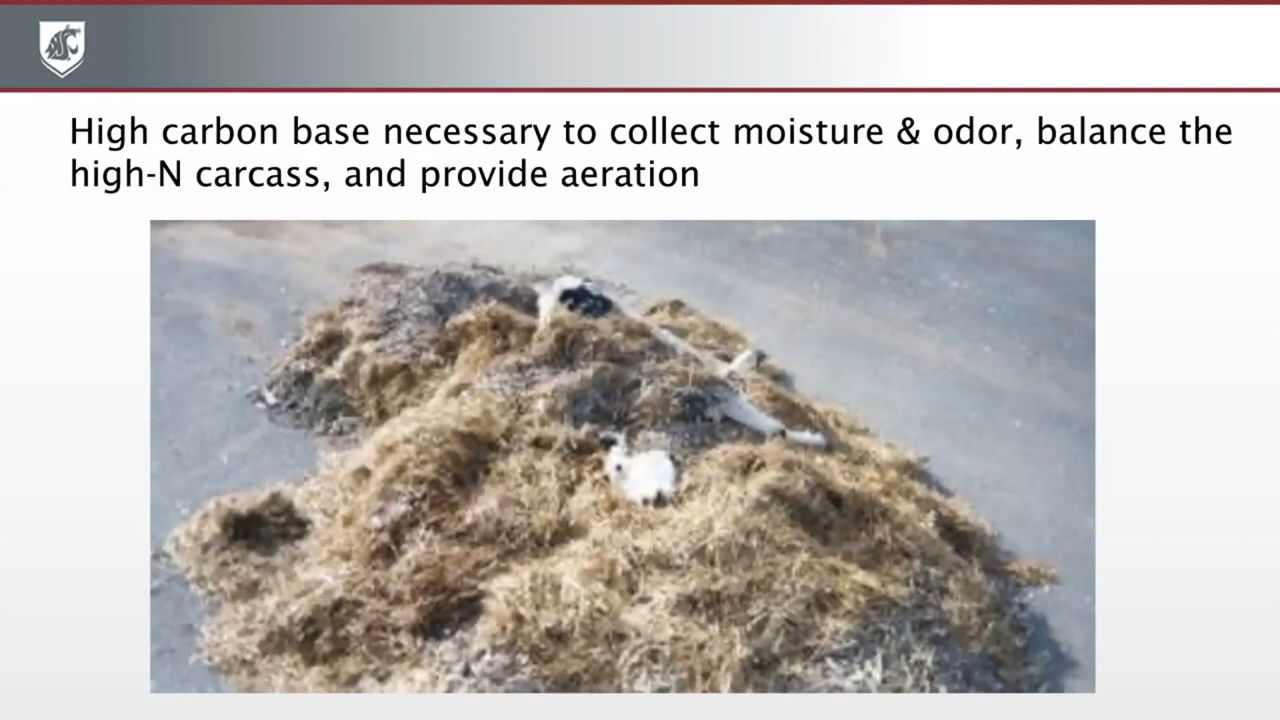 High carbon base necessary to collect moisture & odor, balance the
high-N carcass, and provide aeration